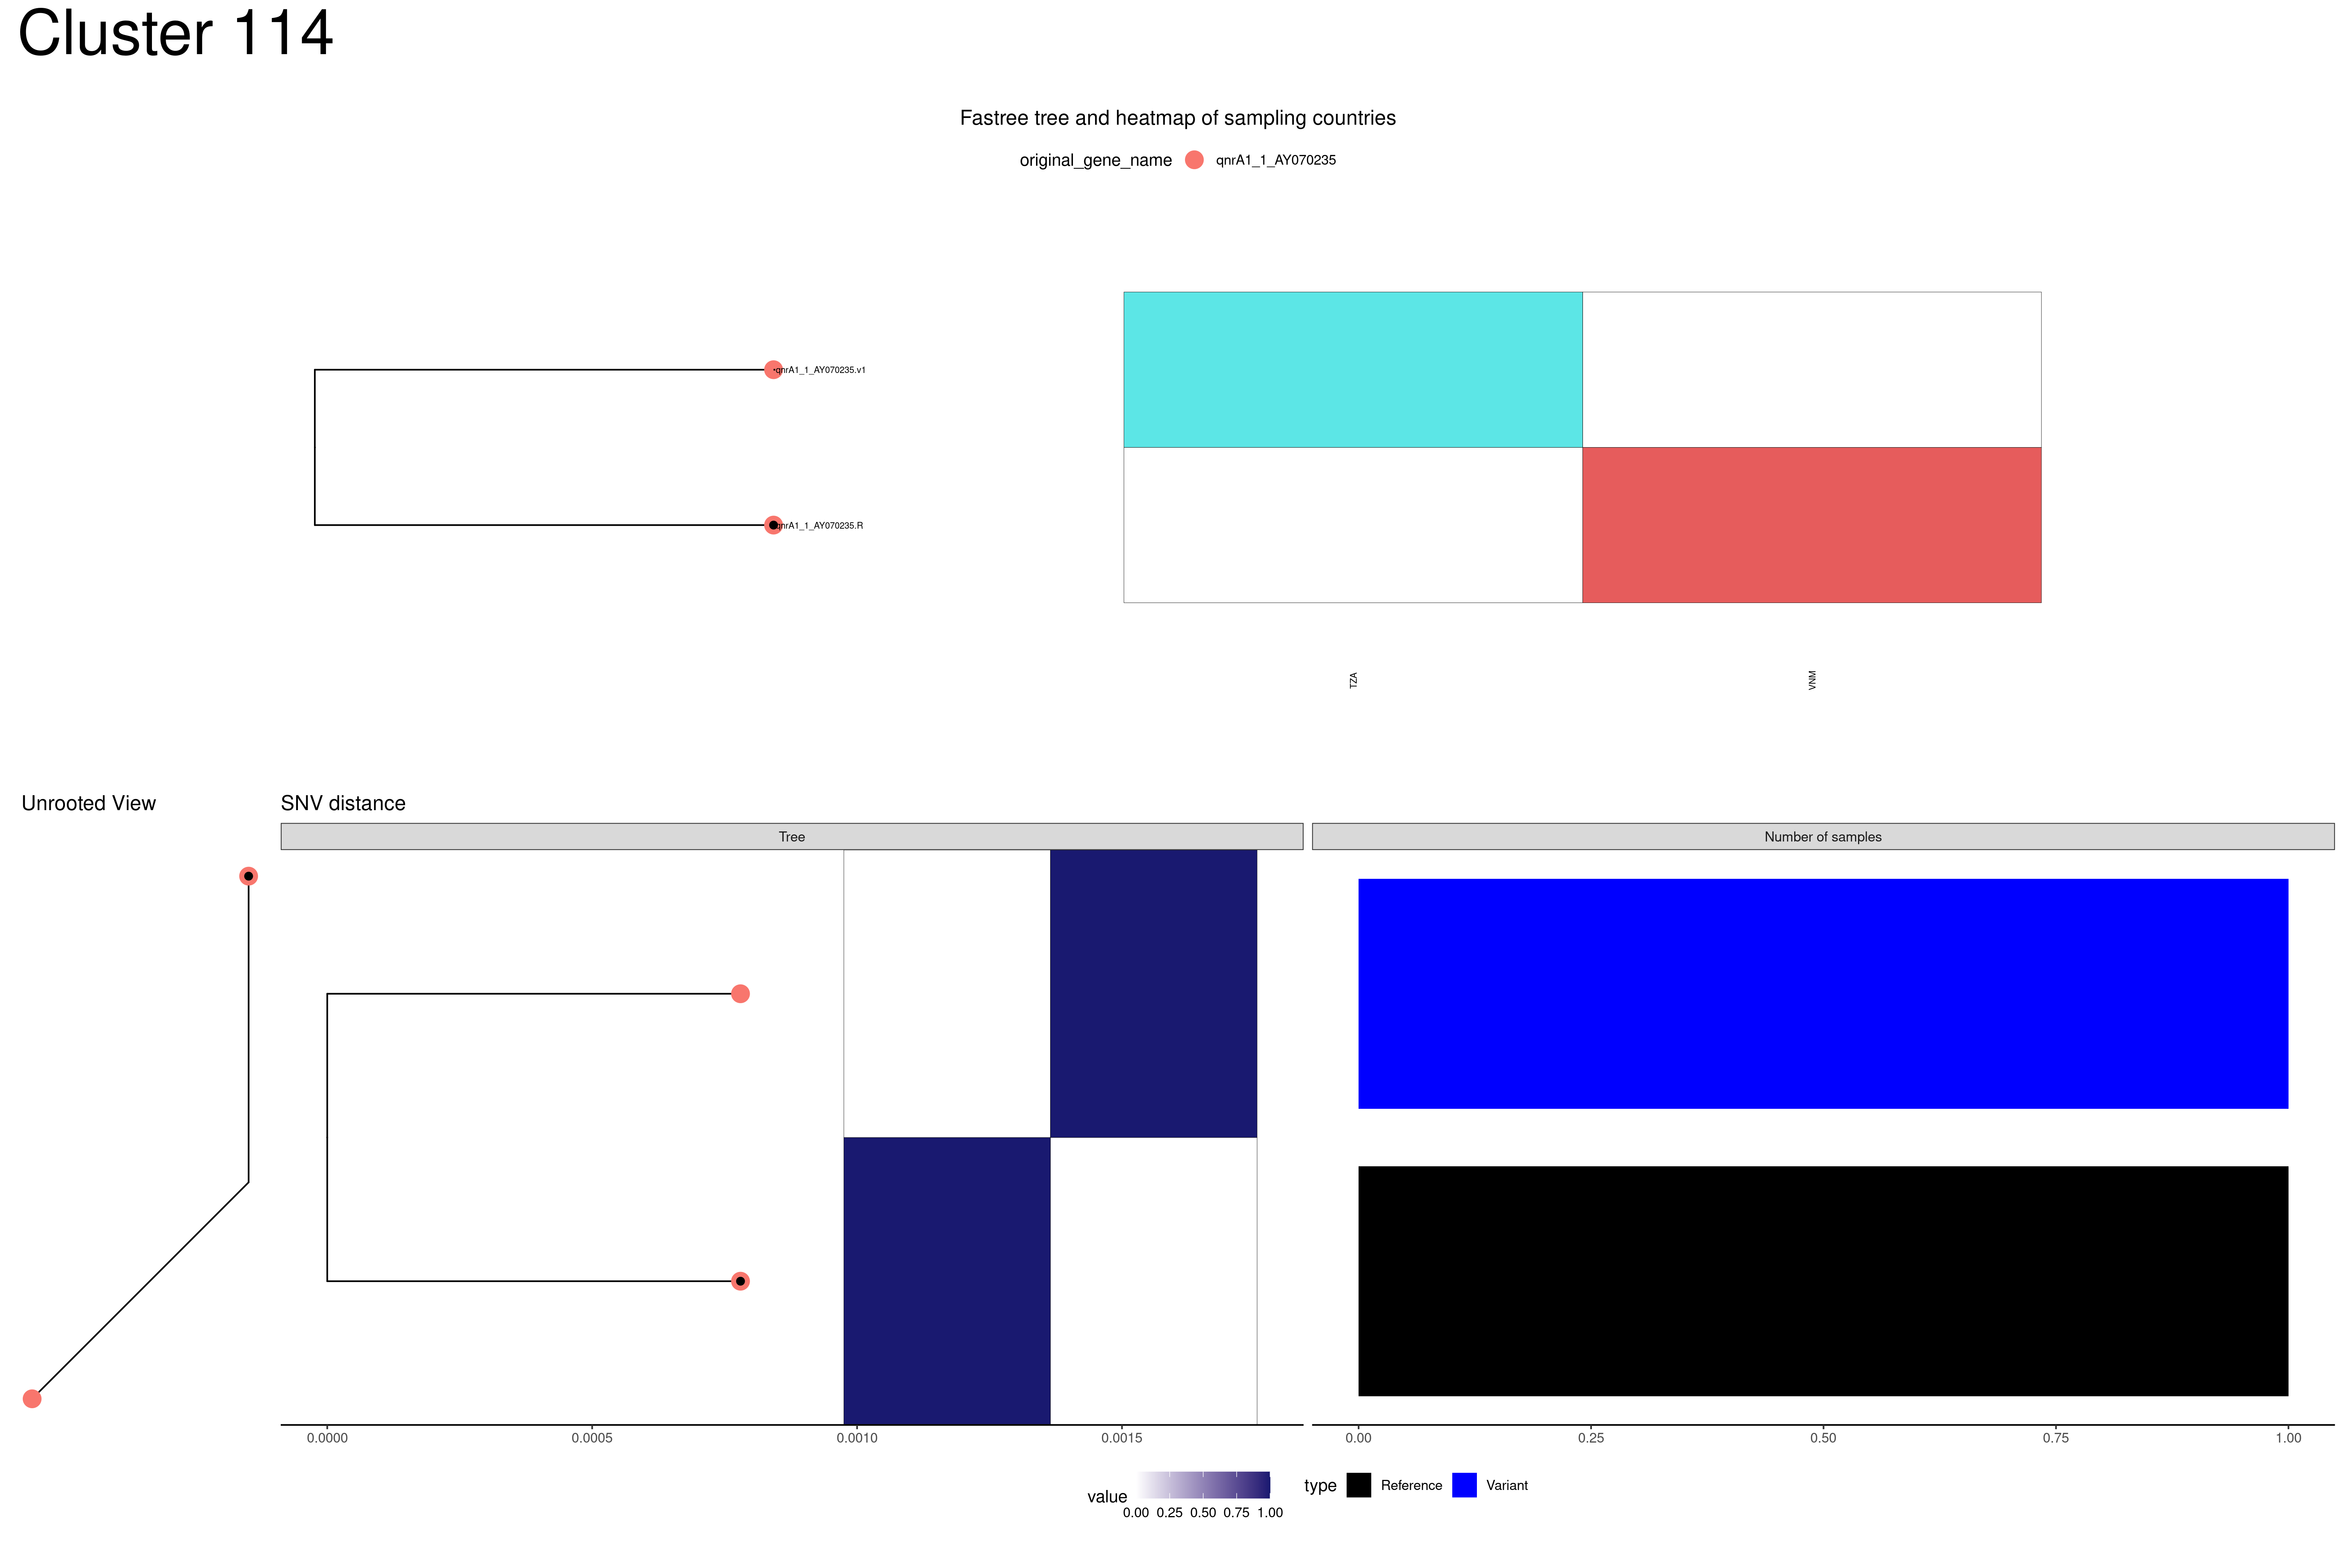 Cluster 114
Fastree tree and heatmap of sampling countries
original_gene_name qnrA1_1_AY070235
qnrA1_1_AY070235.v1
qnrA1_1_AY070235.R
TZA VNM
Unrooted View SNV distance
Tree Number of samples
0.0000 0.0005 0.0010 0.0015 0.00 0.25 0.50 0.75 1.00
value 0.00 0.25 0.50 0.75 1.00 type Reference Variant